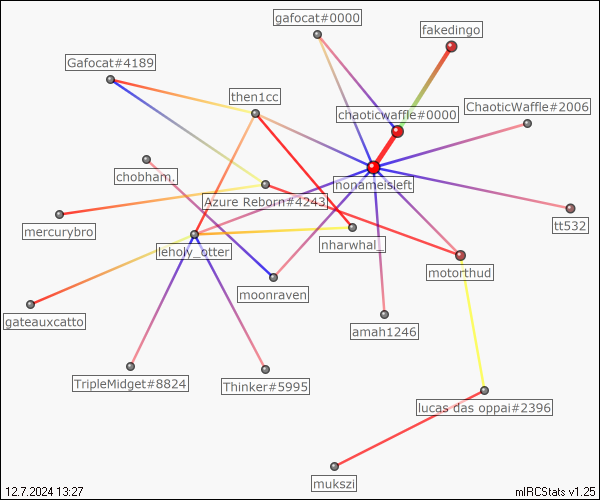 gafocat#0000
fakedingo
Gafocat#4189
then1cc
ChaoticWaffle#2006
chaoticwaffle#0000
chobham.
nonameisleft
Azure Reborn#4243
mercurybro
tt532
leholy_otter
nharwhal_
motorthud
moonraven
gateauxcatto
amah1246
TripleMidget#8824
Thinker#5995
lucas das oppai#2396
mukszi
12.7.2024 13:27
mIRCStats v1.25